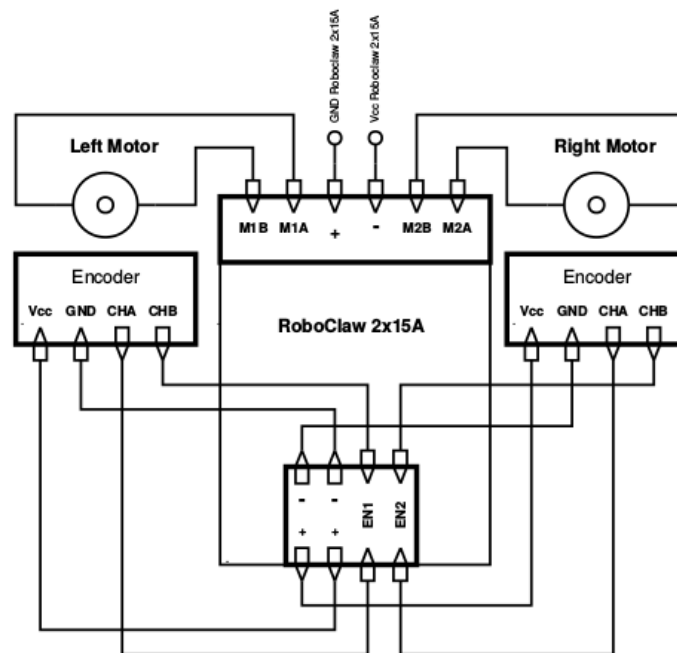 GND Roboclaw 2x15A
Vcc Roboclaw 2x15A
Left Motor
Right Motor
M1B M1A + - M2B M2A
Encoder
Vcc GND CHA CHB
RoboClaw 2x15A
Encoder
Vcc GND CHA CHB
- - EN1 EN2
+ +